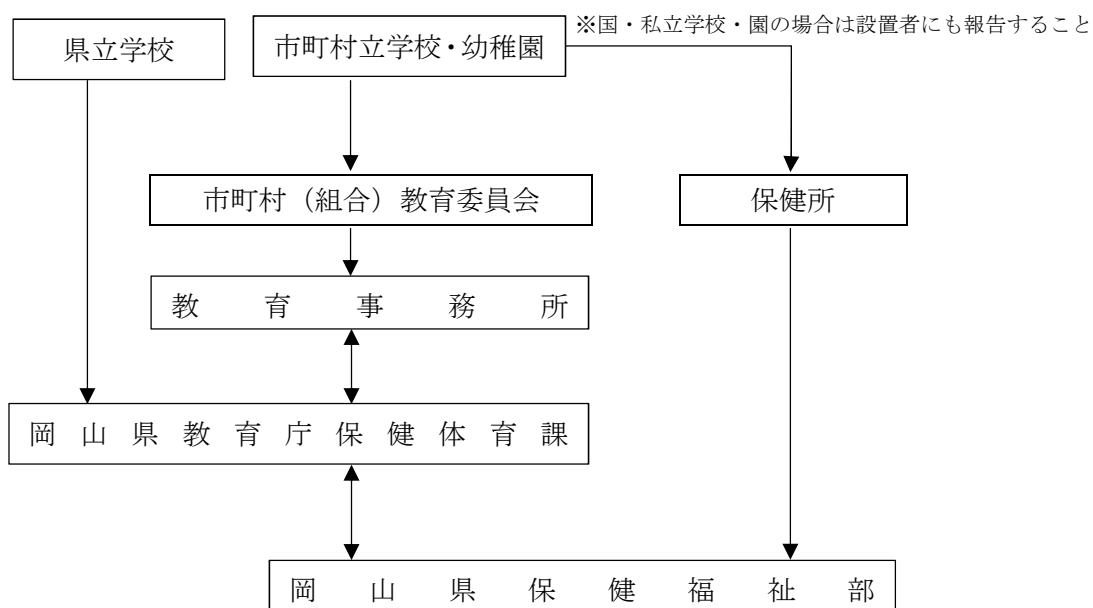 ※国・私立学校・園の場合は設置者にも報告すること
県立学校
市町村立学校・幼稚園
市町村（組合）教育委員会
保健所
教育事務所
岡山県教育庁保健体育課
岡山県保健福祉部